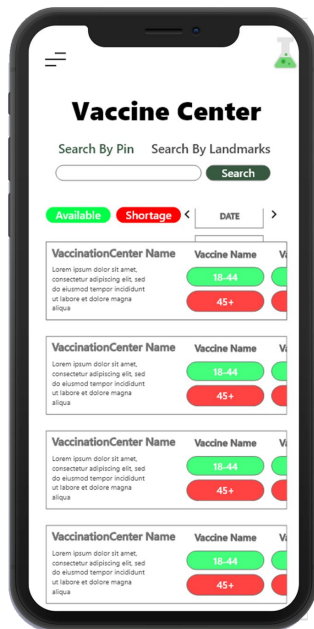 Vaccine Center
Search By Pin Search By Landmarks
Search
Available Shortage < DATE >
VaccinationCenter Name Vaccine Name
Lorem ipsum dolor sit amet,
consectetur adipiscing elit, sed
do eiusmod tempor incididunt
ut labore et dolore magna
aliqua
18-44
45+
VaccinationCenter Name Vaccine Name
Lorem ipsum dolor sit amet,
consectetur adipiscing elit, sed
do eiusmod tempor incididunt
ut labore et dolore magna
aliqua
18-44
45+
VaccinationCenter Name Vaccine Name
Lorem ipsum dolor sit amet,
consectetur adipiscing elit, sed
do eiusmod tempor incididunt
ut labore et dolore magna
aliqua
18-44
45+
VaccinationCenter Name Vaccine Name
Lorem ipsum dolor sit amet,
consectetur adipiscing elit, sed
do eiusmod tempor incididunt
ut labore et dolore magna
aliqua
18-44
45+